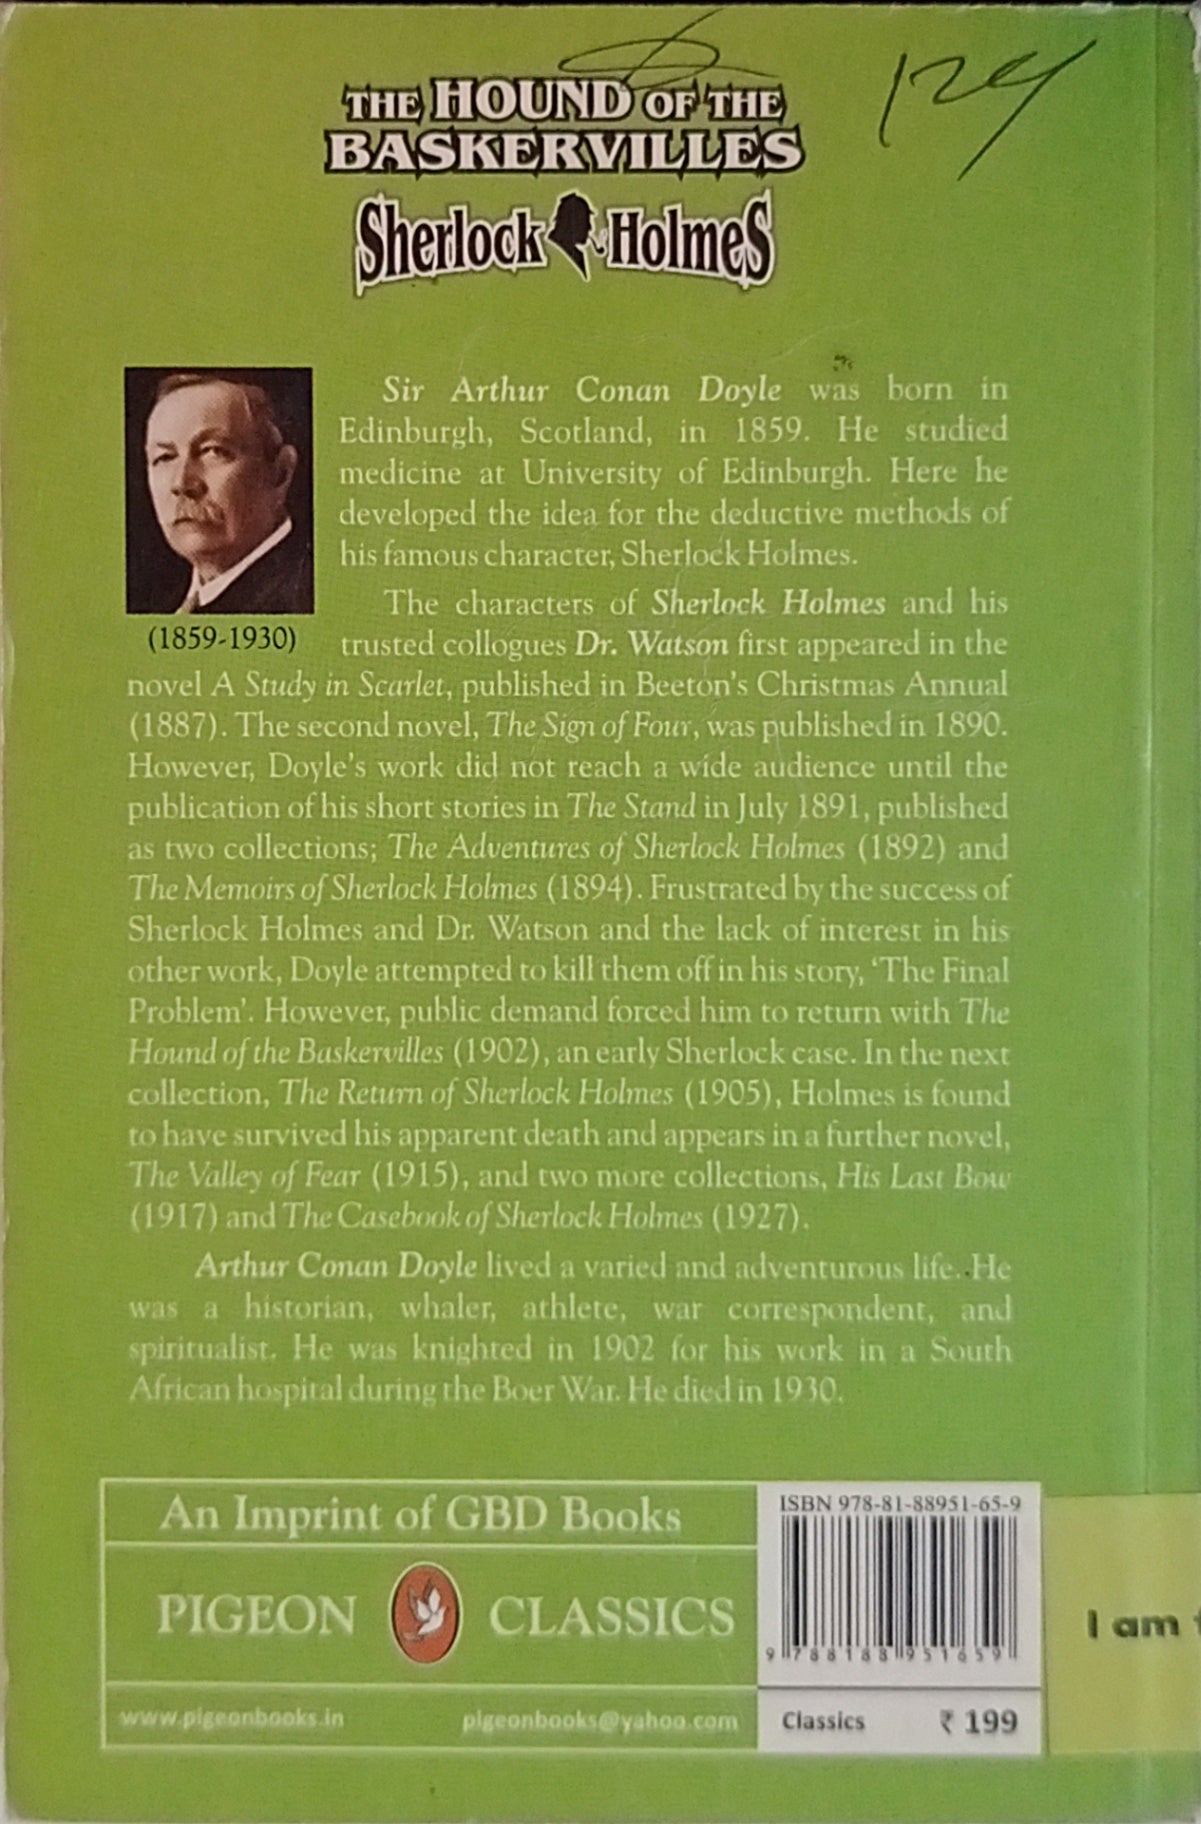 124
THE HOUND OF THE
BASKERVILLES
Sherlock Holmes
Sir Arthur Conan Doyle was born in
Edinburgh, Scotland, in 1859. He studied
medicine at University of Edinburgh. Here he
developed the idea for the deductive methods of
his famous character, Sherlock Holmes.
The characters of Sherlock Holmes and his
(1859-1930)
trusted collogues Dr. Watson first appeared in the
novel A Study in Scarlet, published in Beeton's Christmas Annual
(1887). The second novel, The Sign of Four, was published in 1890.
However, Doyle's work did not reach a wide audience until the
publication of his short stories in The Stand in July 1891, published
as two collections; The Adventures of Sherlock Holmes (1892) and
The Memoirs of Sherlock Holmes (1894). Frustrated by the success of
Sherlock Holmes and Dr. Watson and the lack of interest in his
other work, Doyle attempted to kill them off in his story, ‘The Final
Problem’. However, public demand forced him to return with The
Hound of the Baskervilles (1902), an early Sherlock case. In the next
collection, The Return of Sherlock Holmes (1905), Holmes is found
to have survived his apparent death and appears in a further novel,
The Valley of Fear (1915), and two more collections, His Last Bow
(1917) and The Casebook of Sherlock Holmes (1927).
Arthur Conan Doyle lived a varied and adventurous life. He
was a historian, whaler, athlete, war correspondent, and
spiritualist. He was knighted in 1902 for his work in a South
African hospital during the Boer War. He died in 1930.
An Imprint of GBD Books
PIGEON CLASSICS
www.pigeonbooks.in pigeonbooks@yahoo.com
ISBN 978-81-88951-65-9
9 788188 951659
Classics ₹ 199
I am